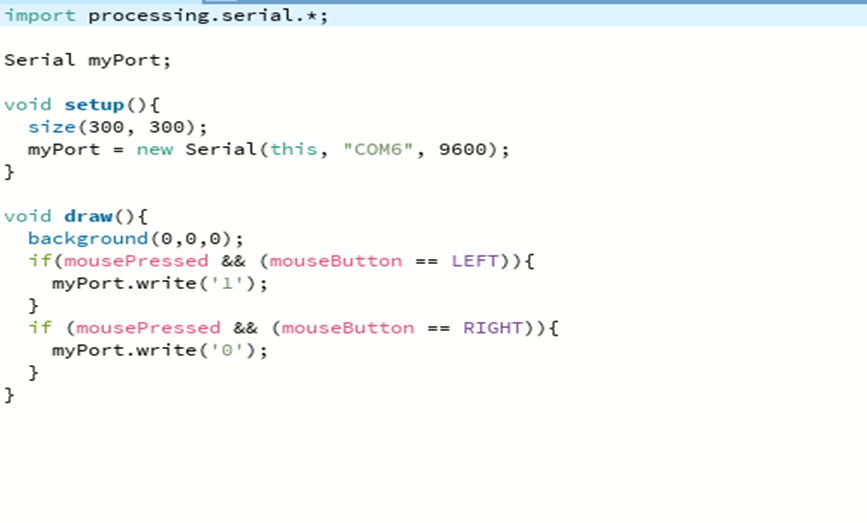 import processing.serial.*;
Serial myPort;
void setup(){
  size(300, 300);
  myPort = new Serial(this, "COM6", 9600);
}
void draw(){
  background(0,0,0);
  if(mousePressed && (mouseButton == LEFT)){
    myPort.write('1');
  }
  if (mousePressed && (mouseButton == RIGHT)){
    myPort.write('0');
  }
}